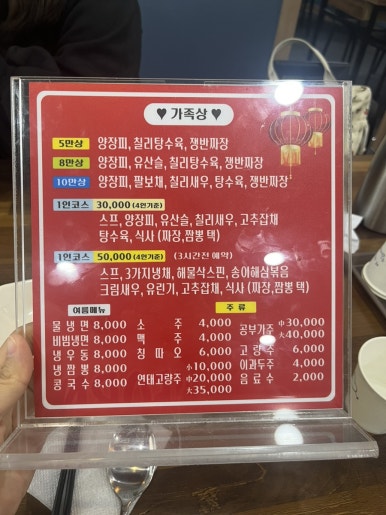 ♥ 가족상 ♥
5만상 양장피, 칠리탕수육, 쟁반짜장
8만상 양장피, 유산슬, 칠리탕수육, 쟁반짜장
10만상 양장피, 팔보채, 칠리새우, 탕수육, 쟁반짜장
1인코스 30,000 (4인기준)
스프, 양장피, 유산슬, 칠리새우, 고추잡채
탕수육, 식사 (짜장,짬뽕 택)
1인코스 50,000 (4인기준) (3시간전 예약)
스프, 3가지냉채, 해물삭스핀, 송이해삼볶음
크림새우, 유린기, 고추잡채, 식사 (짜장,짬뽕 택)
여름메뉴
물냉면 8,000
비빔냉면 8,000
냉우동 8,000
냉짬뽕 8,000
콩국수 8,000
주류
소주 4,000
맥주 4,000
칭따오 6,000
연태고량주 小10,000
中20,000
大35,000
공부가주 中30,000
大40,000
고량주 6,000
이과두주 4,000
음료수 2,000